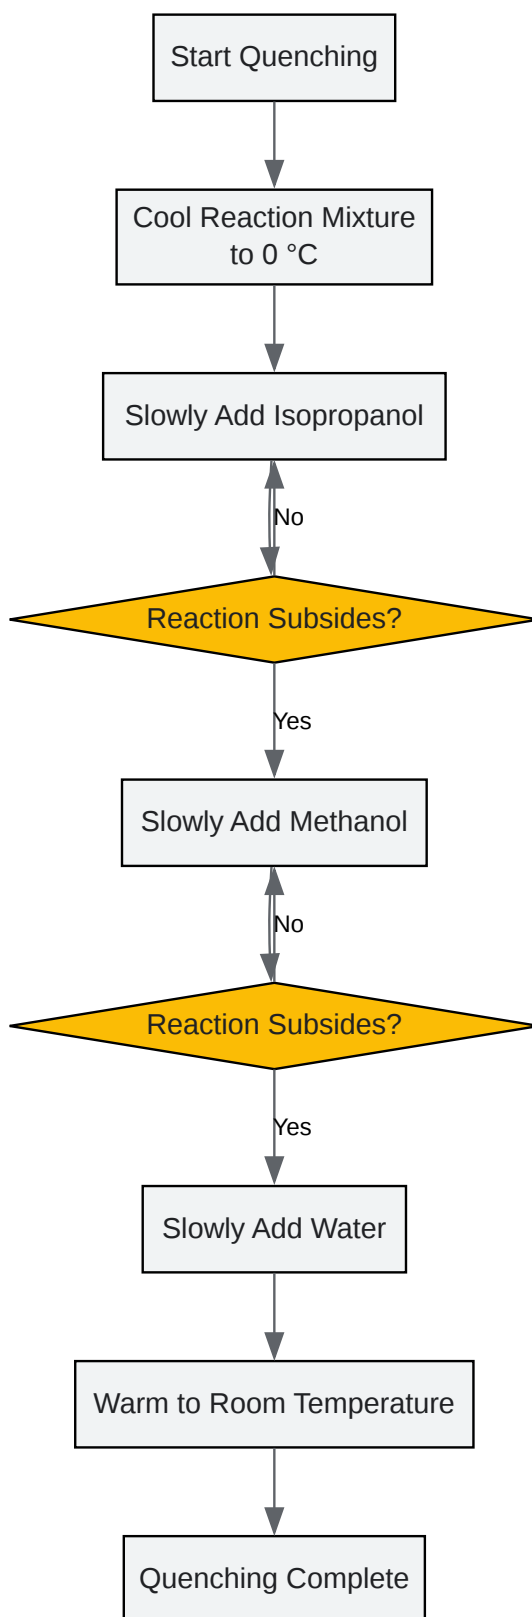 Start Quenching
Cool Reaction Mixture
to 0 °C
Slowly Add Isopropanol
No
Reaction Subsides?
Yes
Slowly Add Methanol
No
Reaction Subsides?
Yes
Slowly Add Water
Warm to Room Temperature
Quenching Complete